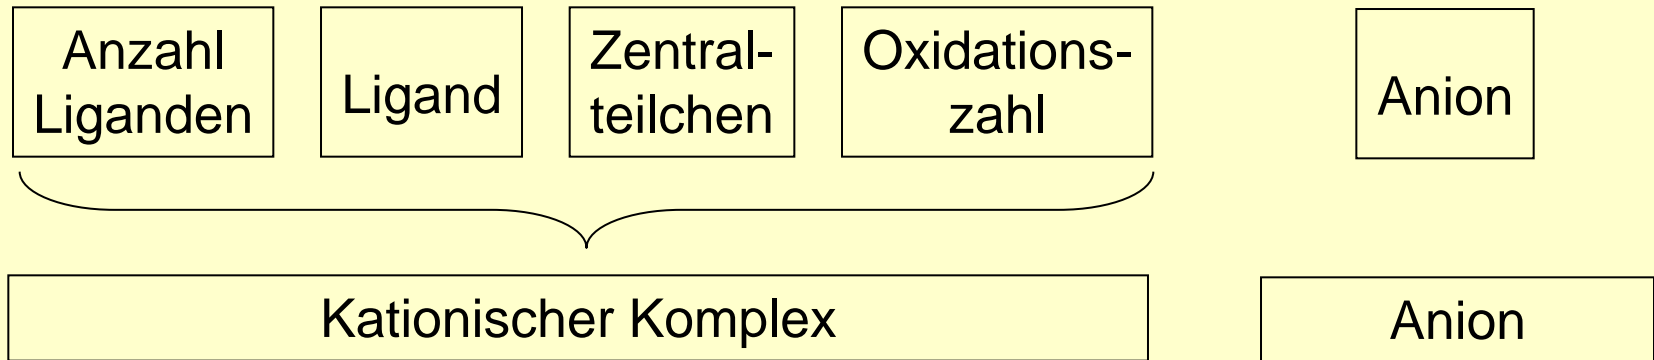 Anzahl
Liganden
Ligand
Zentral-
teilchen
Oxidations-
zahl
Anion
Kationischer Komplex
Anion